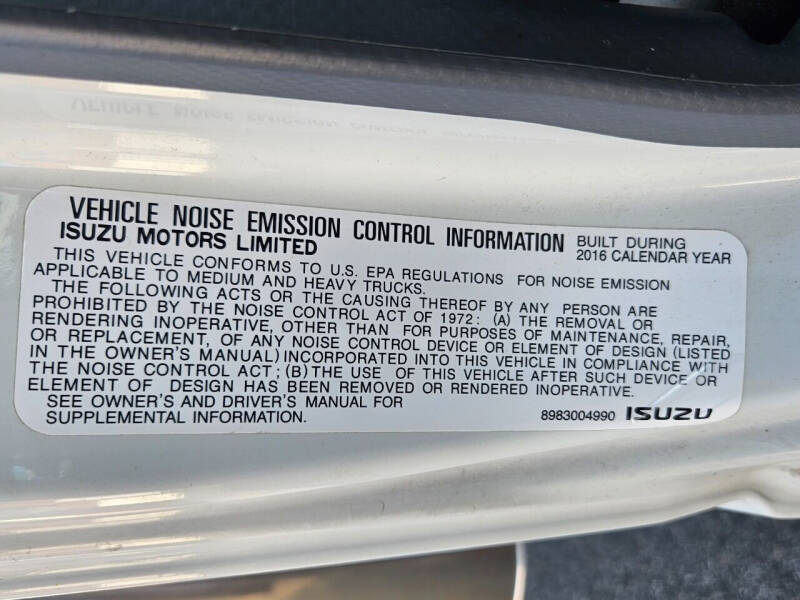 VEHICLE NOISE EMISSION CONTROL INFORMATION BUILT DURING
ISUZU MOTORS LIMITED 2016 CALENDAR YEAR
THIS VEHICLE CONFORMS TO U.S. EPA REGULATIONS FOR NOISE EMISSION
APPLICABLE TO MEDIUM AND HEAVY TRUCKS.
THE FOLLOWING ACTS OR THE CAUSING THEREOF BY ANY PERSON ARE
PROHIBITED BY THE NOISE CONTROL ACT OF 1972: (A) THE REMOVAL OR
RENDERING INOPERATIVE, OTHER THAN FOR PURPOSES OF MAINTENANCE, REPAIR,
OR REPLACEMENT, OF ANY NOISE CONTROL DEVICE OR ELEMENT OF DESIGN (LISTED
IN THE OWNER'S MANUAL) INCORPORATED INTO THIS VEHICLE IN COMPLIANCE WITH
THE NOISE CONTROL ACT; (B) THE USE OF THIS VEHICLE AFTER SUCH DEVICE OR
ELEMENT OF DESIGN HAS BEEN REMOVED OR RENDERED INOPERATIVE.
SEE OWNER'S AND DRIVER'S MANUAL FOR
SUPPLEMENTAL INFORMATION. 8983004990 ISUZU